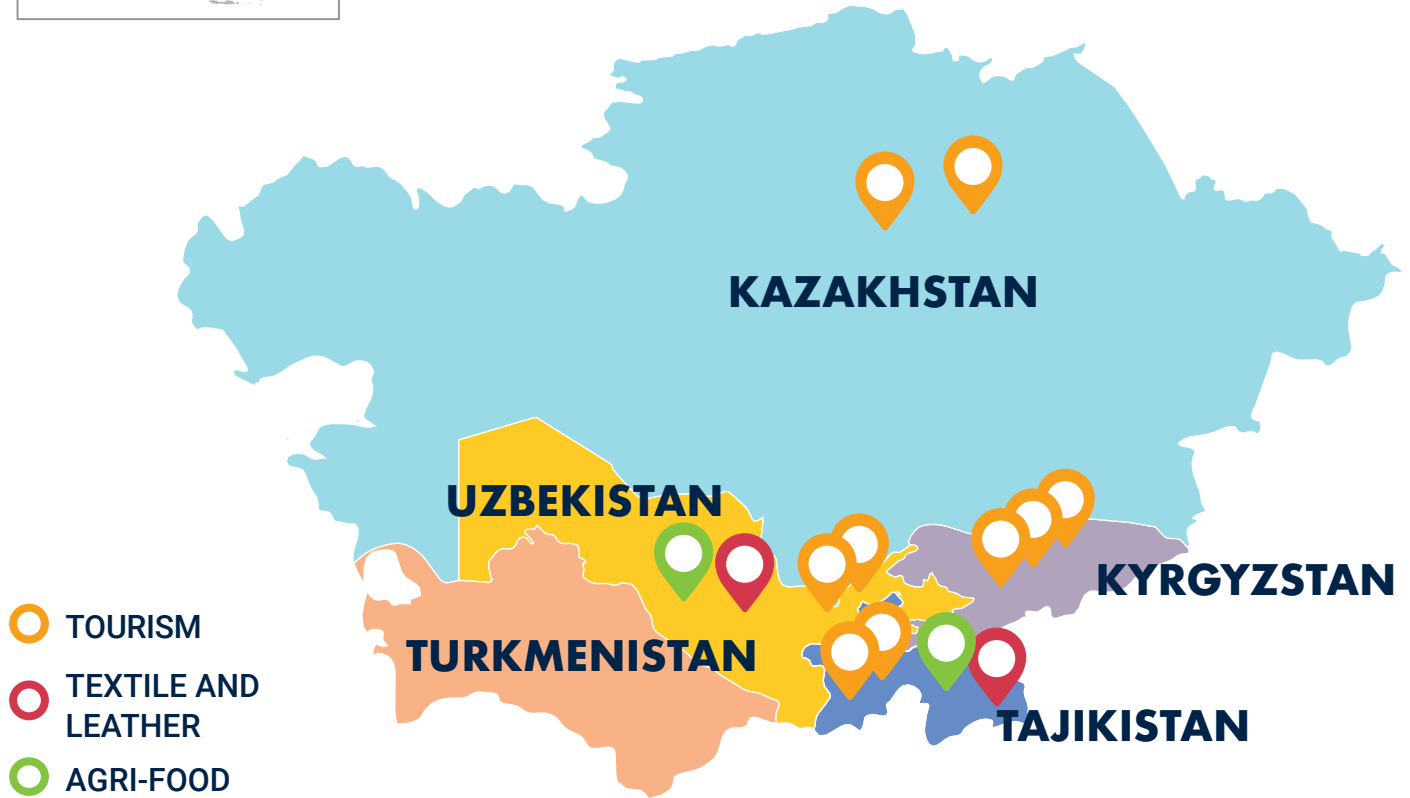 KAZAKHSTAN
UZBEKISTAN
KYRGYZSTAN
TURKMENISTAN
TAJIKISTAN
TOURISM
TEXTILE AND
LEATHER
AGRI-FOOD